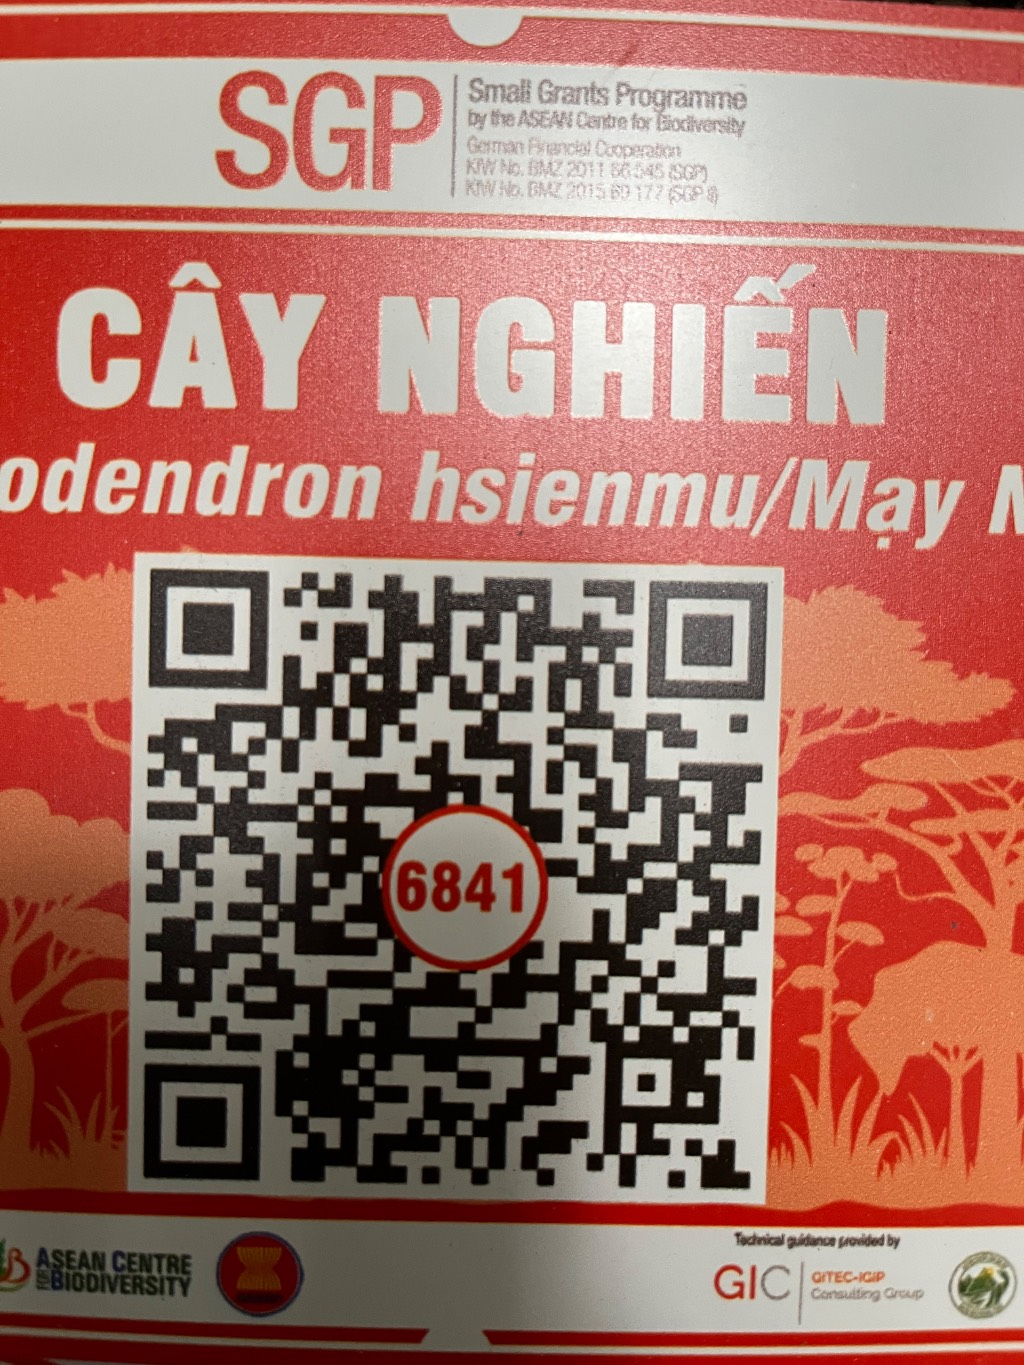 SGP
Small Grants Programme
by the ASEAN Centre for Biodiversity
German Financial Cooperation
KfW No. BMZ 2011 66 545 (SGP)
KfW No. BMZ 2015 69 177 (SGP II)
CÂY NGHIẾN
odendron hsienmu/Mạy N
6841
B ASEAN CENTRE
FOR BIODIVERSITY
Technical guidance provided by
GIC
GITEC-IGIP
Consulting Group